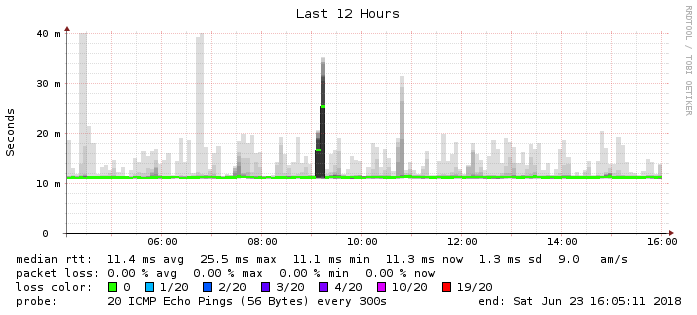 Last 12 Hours
RRDTOOL / TOBI OETIKER
Seconds
40 m
30 m
20 m
10 m
0
06:00 08:00 10:00 12:00 14:00 16:00
median rtt: 11.4 ms avg 25.5 ms max 11.1 ms min 11.3 ms now 1.3 ms sd 9.0 am/s
packet loss: 0.00 % avg 0.00 % max 0.00 % min 0.00 % now
loss color: 0 1/20 2/20 3/20 4/20 10/20 19/20
probe: 20 ICMP Echo Pings (56 Bytes) every 300s end: Sat Jun 23 16:05:11 2018